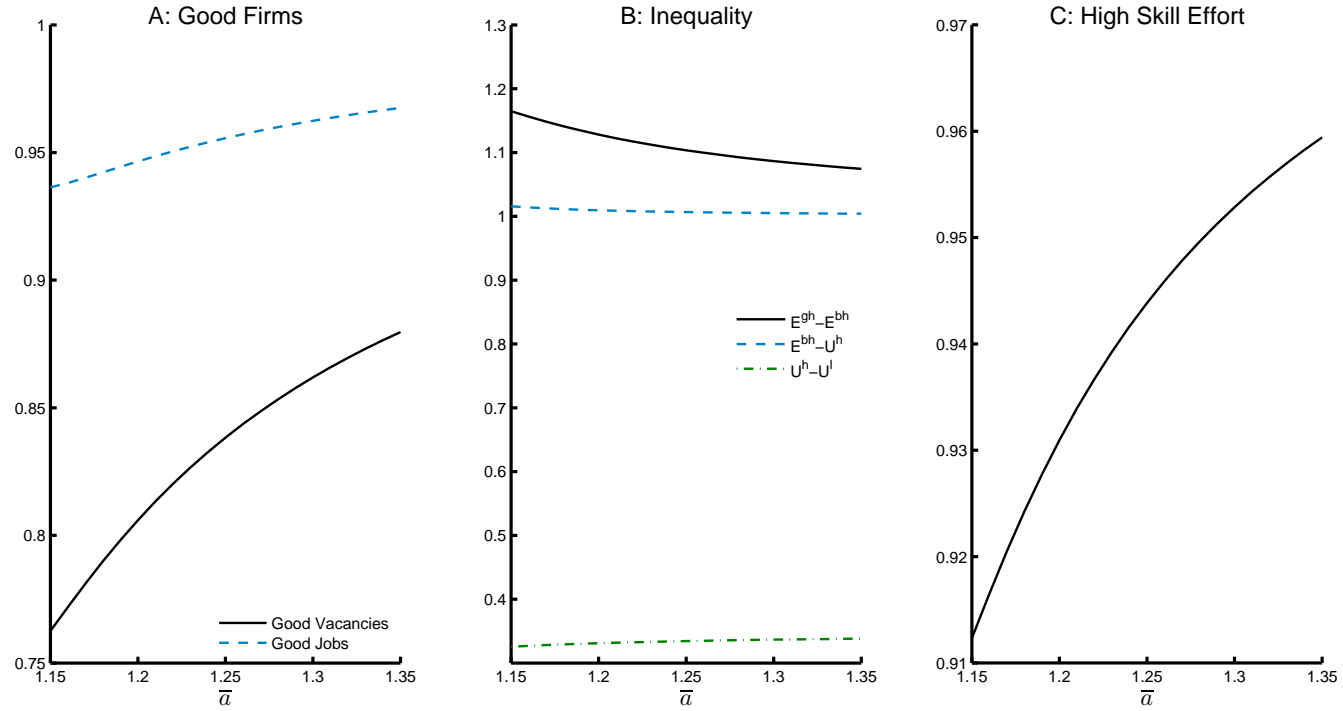 A: Good Firms
1
0.95
0.9
0.85
0.8
0.75
1.15 1.2 1.25 1.3 1.35
a̅
Good Vacancies
Good Jobs
B: Inequality
1.3
1.2
1.1
1
0.9
0.8
0.7
0.6
0.5
0.4
1.15 1.2 1.25 1.3 1.35
a̅
E^gh–E^bh
E^bh–U^h
U^h–U^l
C: High Skill Effort
0.97
0.96
0.95
0.94
0.93
0.92
0.91
1.15 1.2 1.25 1.3 1.35
a̅